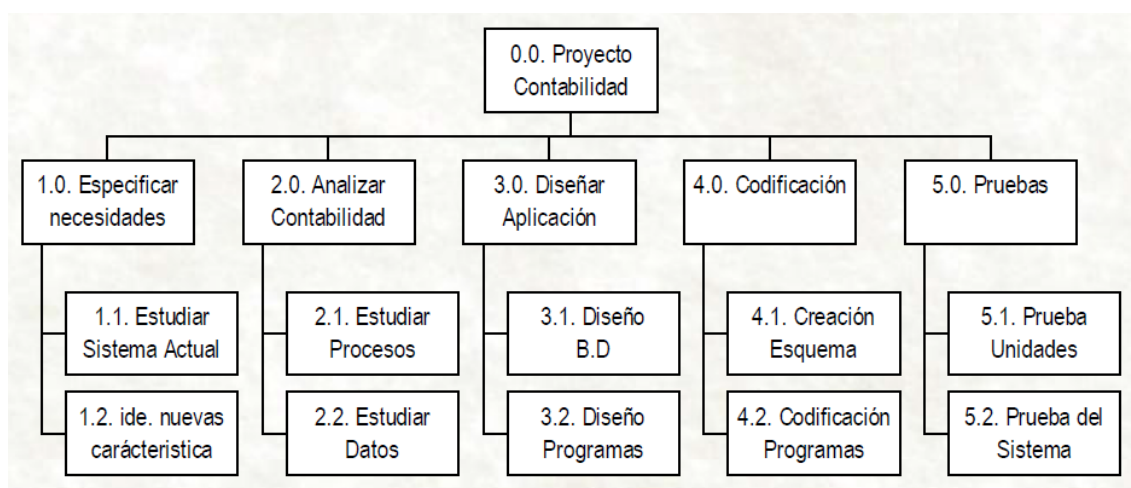 0.0. Proyecto
Contabilidad
1.0. Especificar
necesidades
2.0. Analizar
Contabilidad
3.0. Diseñar
Aplicación
4.0. Codificación
5.0. Pruebas
1.1. Estudiar
Sistema Actual
2.1. Estudiar
Procesos
3.1. Diseño
B.D
4.1. Creación
Esquema
5.1. Prueba
Unidades
1.2. ide. nuevas
carácteristica
2.2. Estudiar
Datos
3.2. Diseño
Programas
4.2. Codificación
Programas
5.2. Prueba del
Sistema